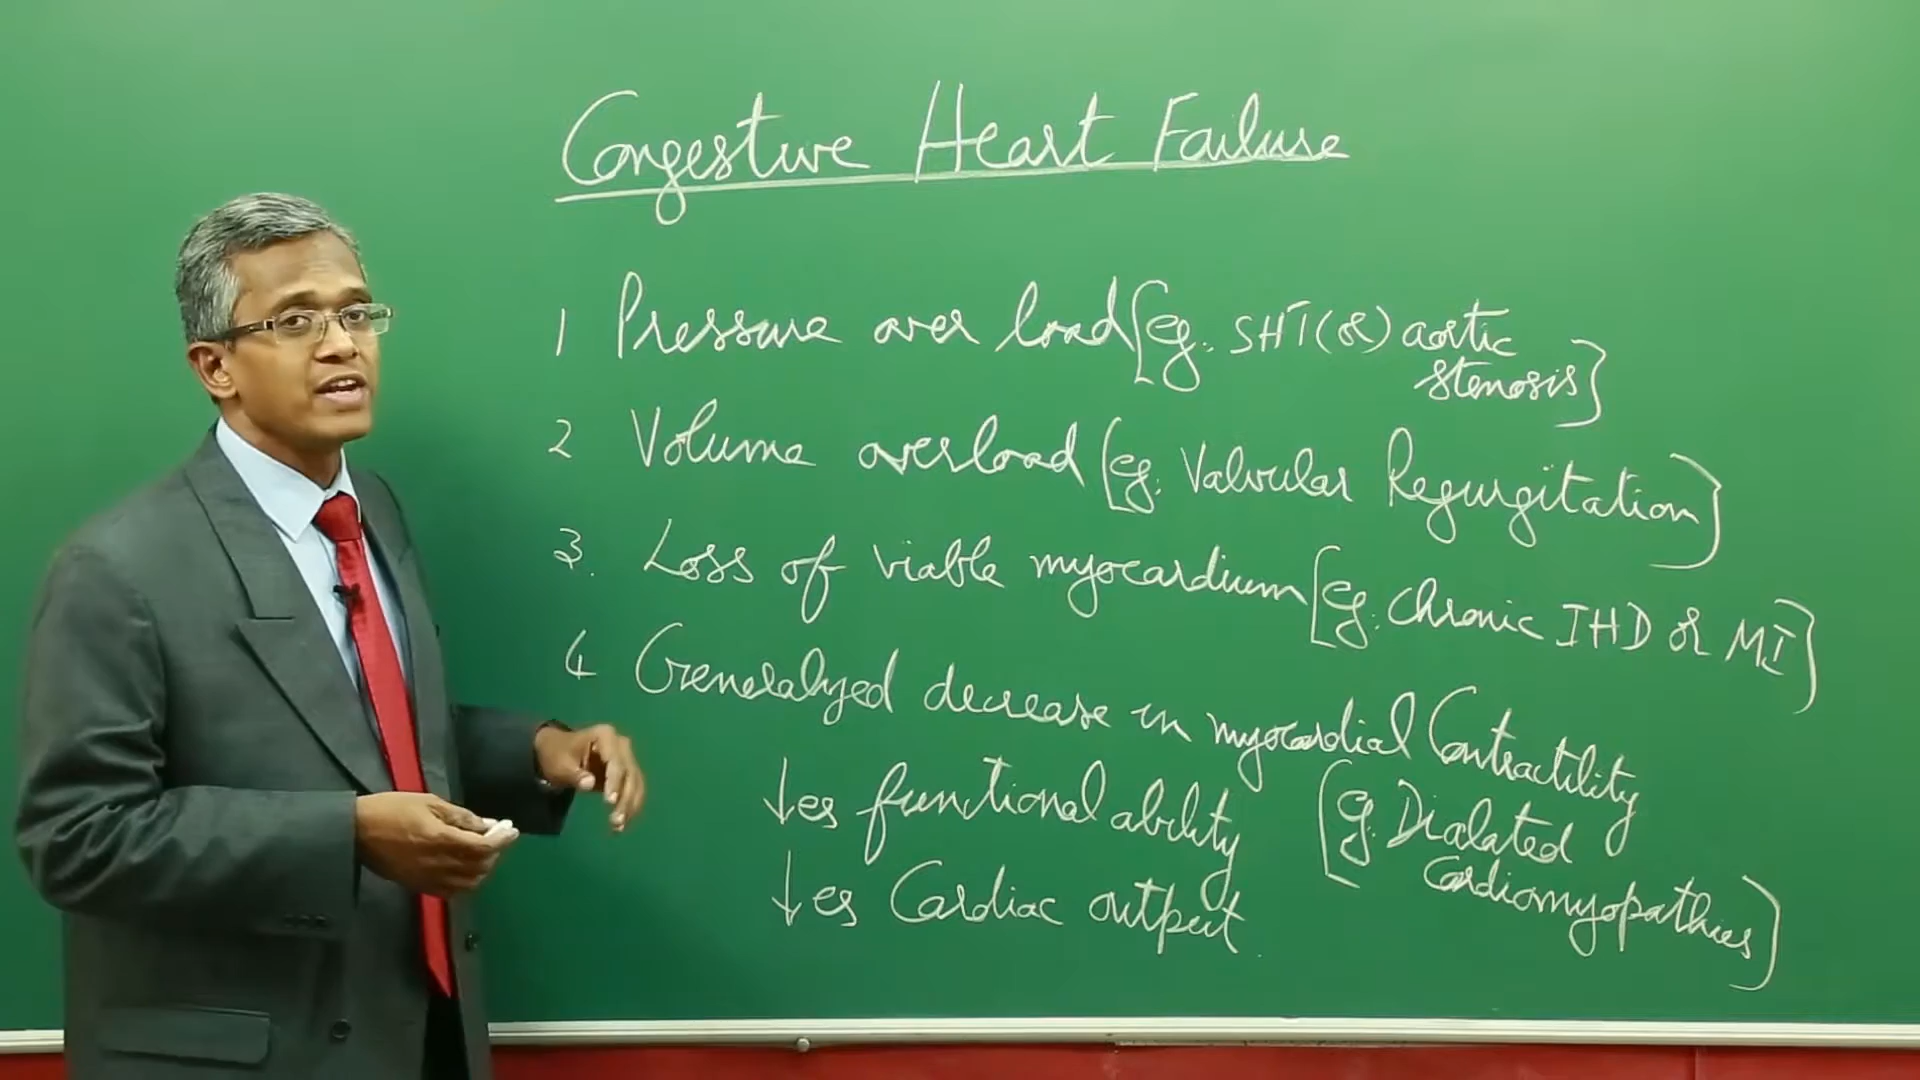 Congestive Heart Failure
1 Pressure over load [eg: SHT (or) aortic
stenosis]
2 Volume overload [eg: Valvular Regurgitation]
3. Loss of viable myocardium [eg: Chronic IHD or MI]
4 Generalyzed decrease in myocardial Contractility
↓es functional ability [eg Dialated
Cardiomyopathies]
↓es Cardiac output.